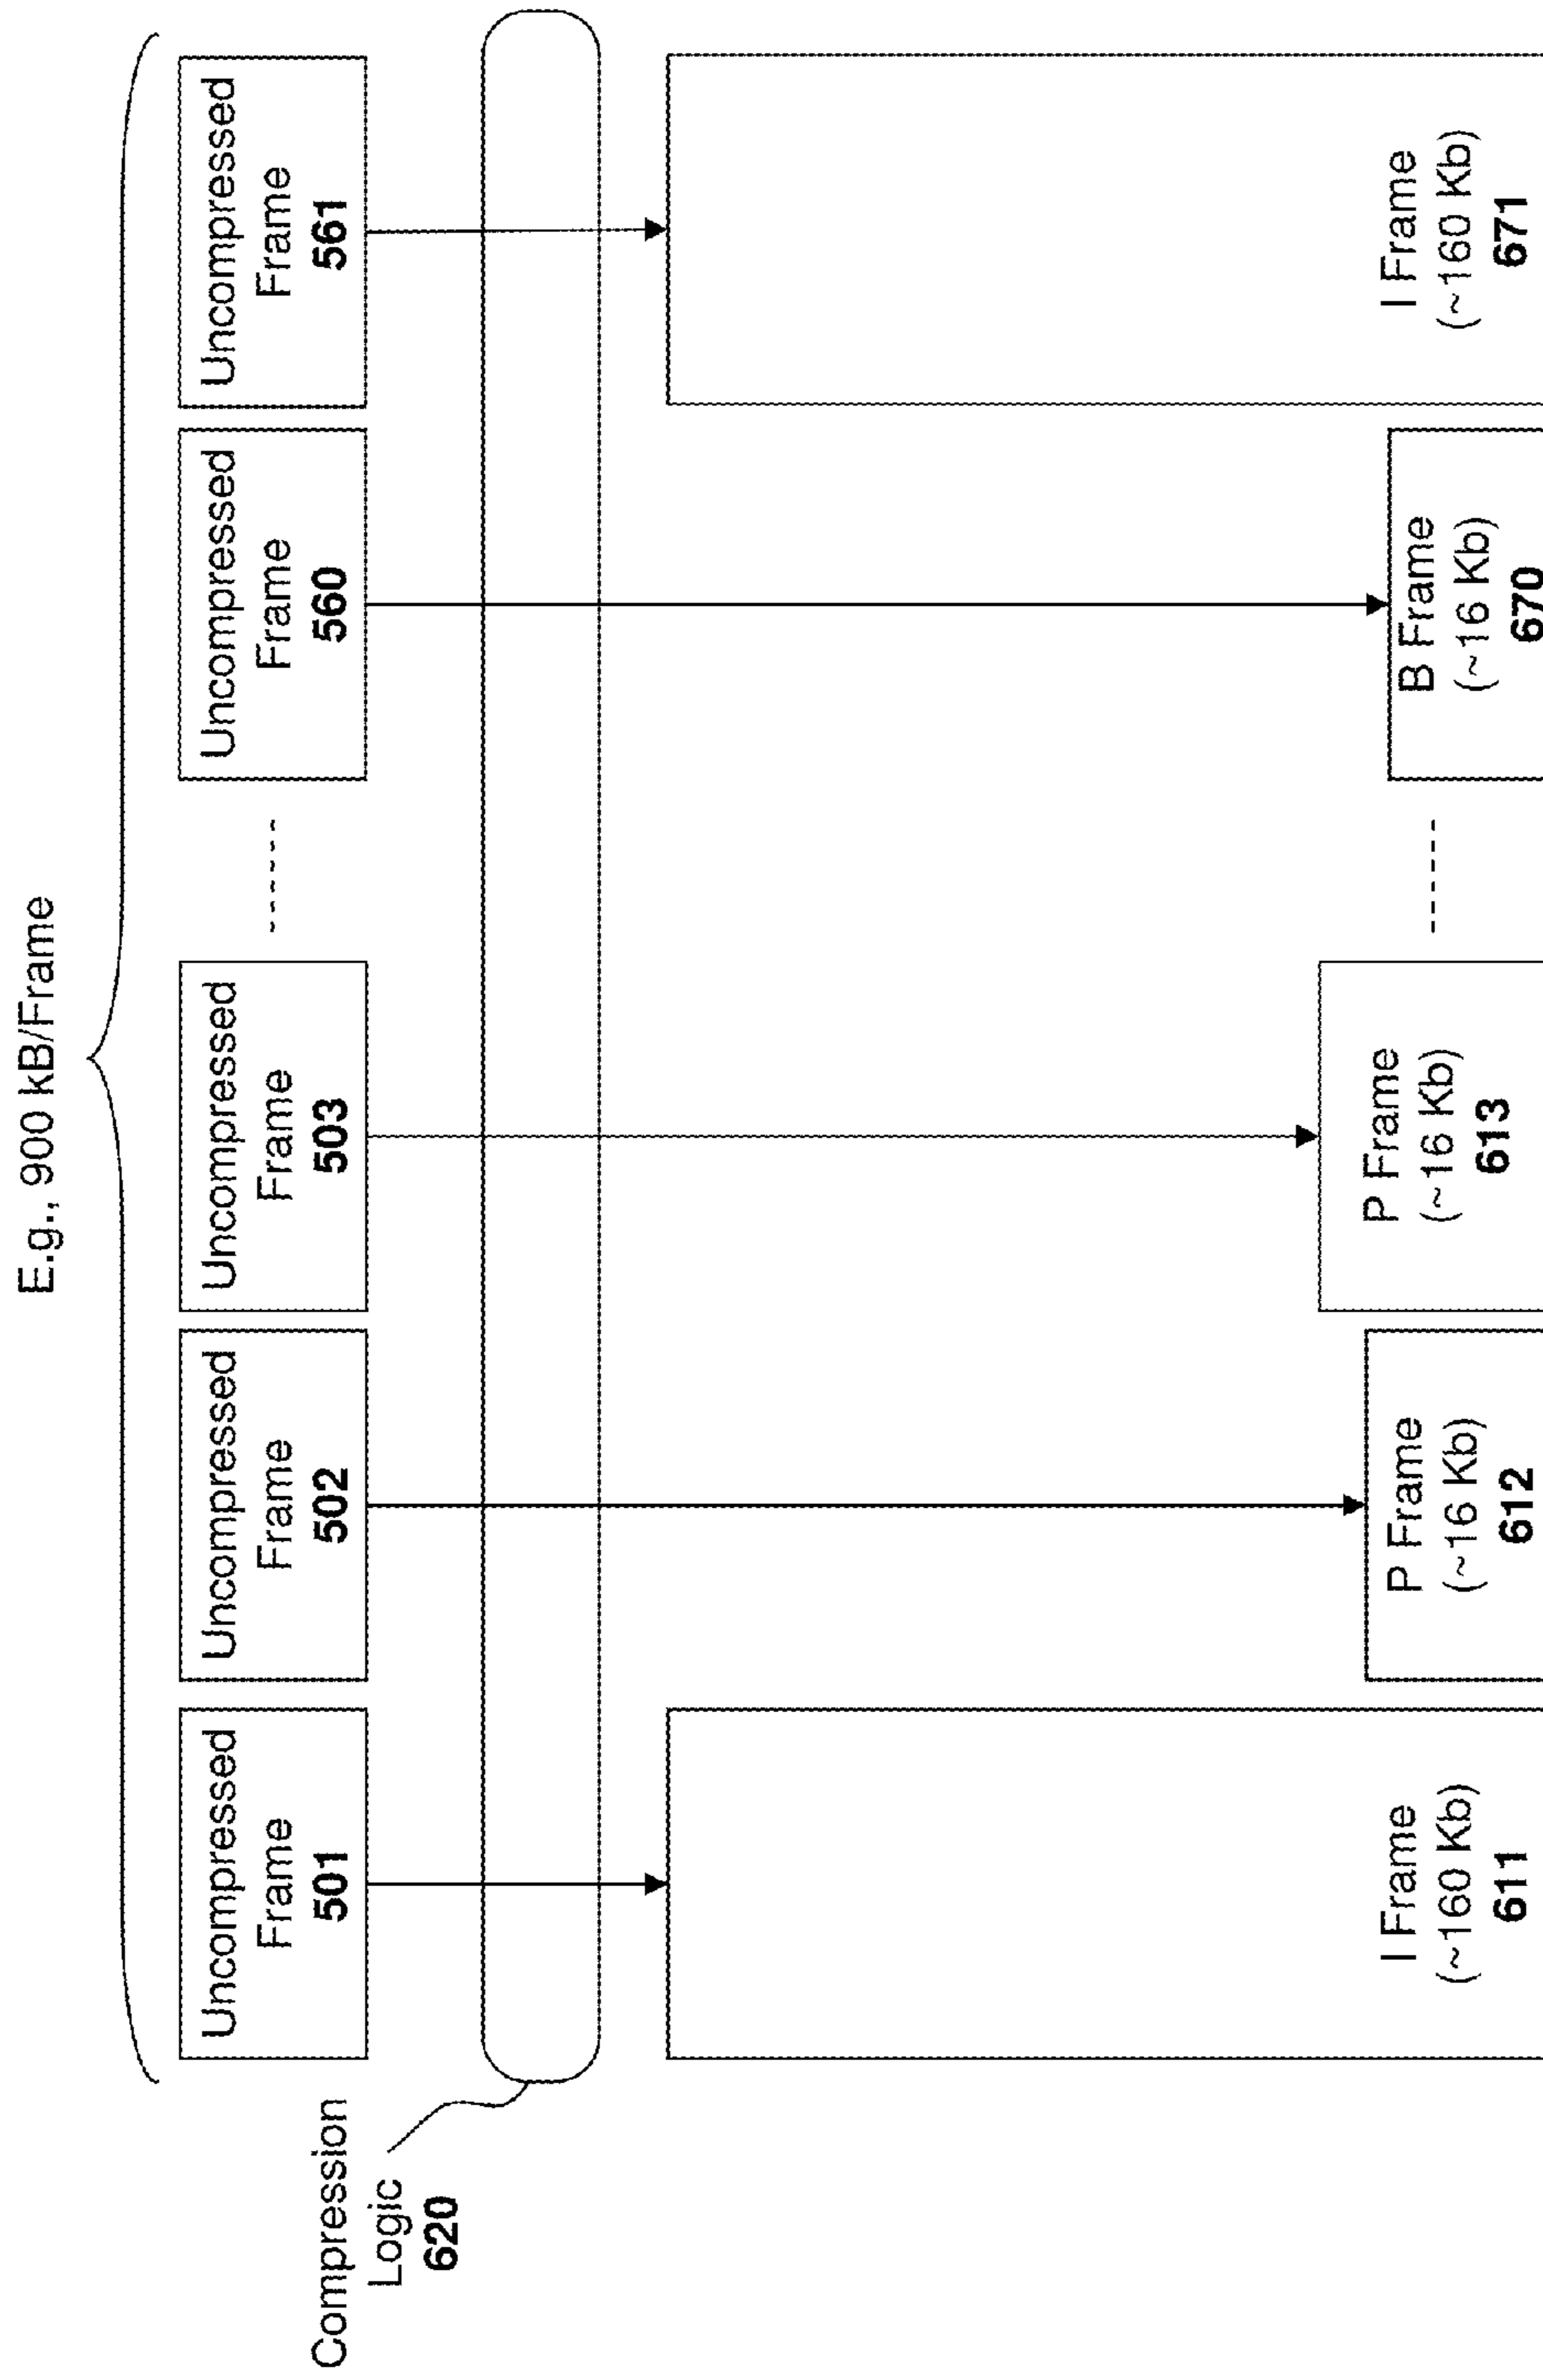 E.g., 900 kB/Frame
Uncompressed
Frame
501
Uncompressed
Frame
502
Uncompressed
Frame
503
Uncompressed
Frame
560
Uncompressed
Frame
561
Compression
Logic
620
I Frame
(~160 Kb)
611
P Frame
(~16 Kb)
612
P Frame
(~16 Kb)
613
B Frame
(~16 Kb)
670
I Frame
(~160 Kb)
671